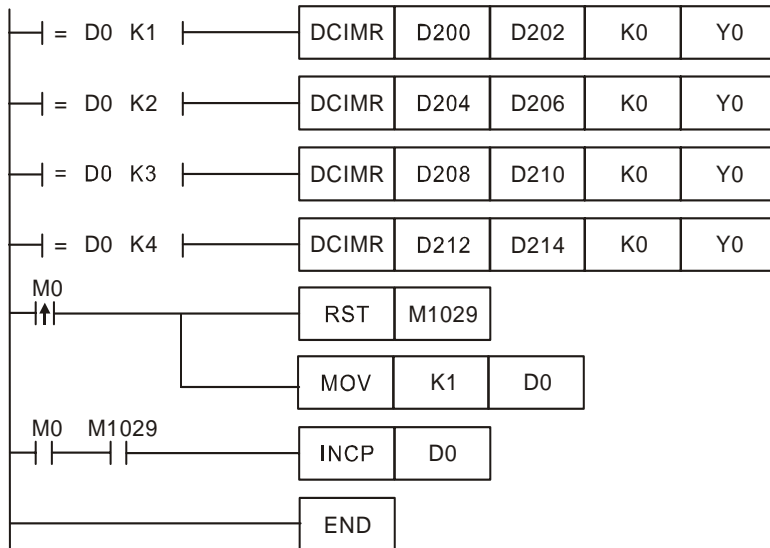 = D0 K1 DCIMR D200 D202 K0 Y0
= D0 K2 DCIMR D204 D206 K0 Y0
= D0 K3 DCIMR D208 D210 K0 Y0
= D0 K4 DCIMR D212 D214 K0 Y0
M0
RST M1029
MOV K1 D0
M0 M1029
INCP D0
END